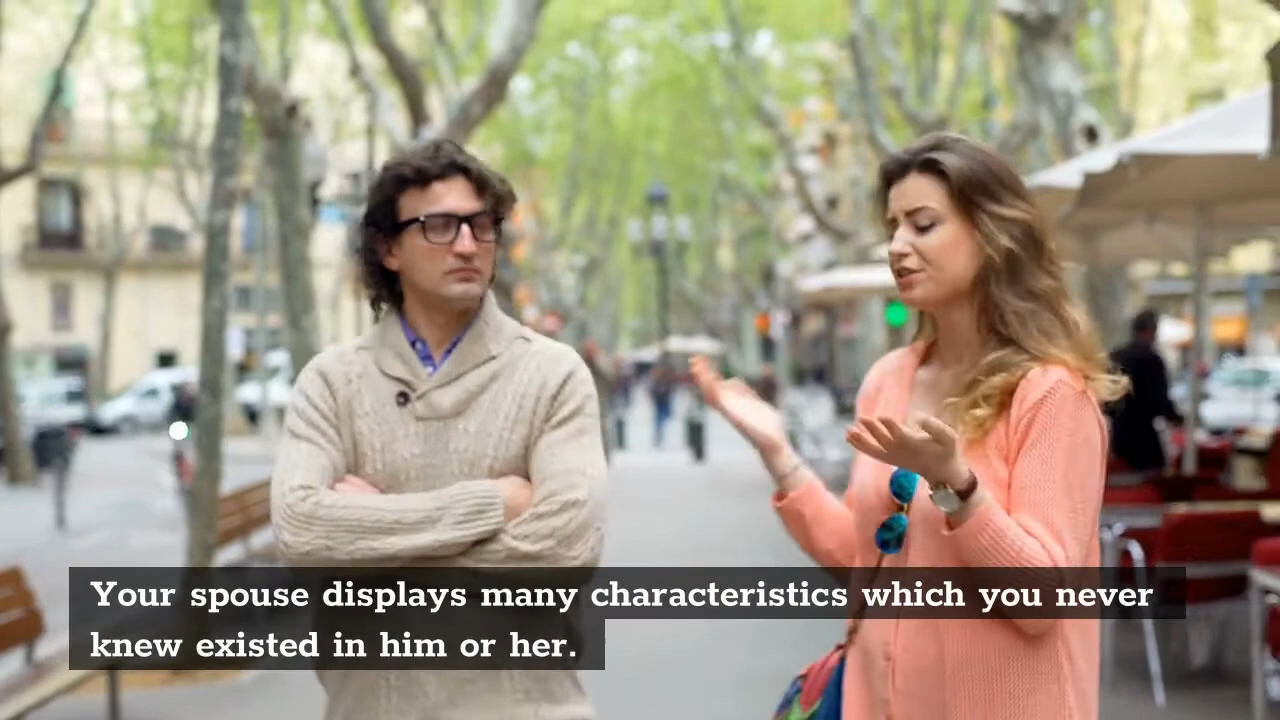 Your spouse displays many characteristics which you never
knew existed in him or her.